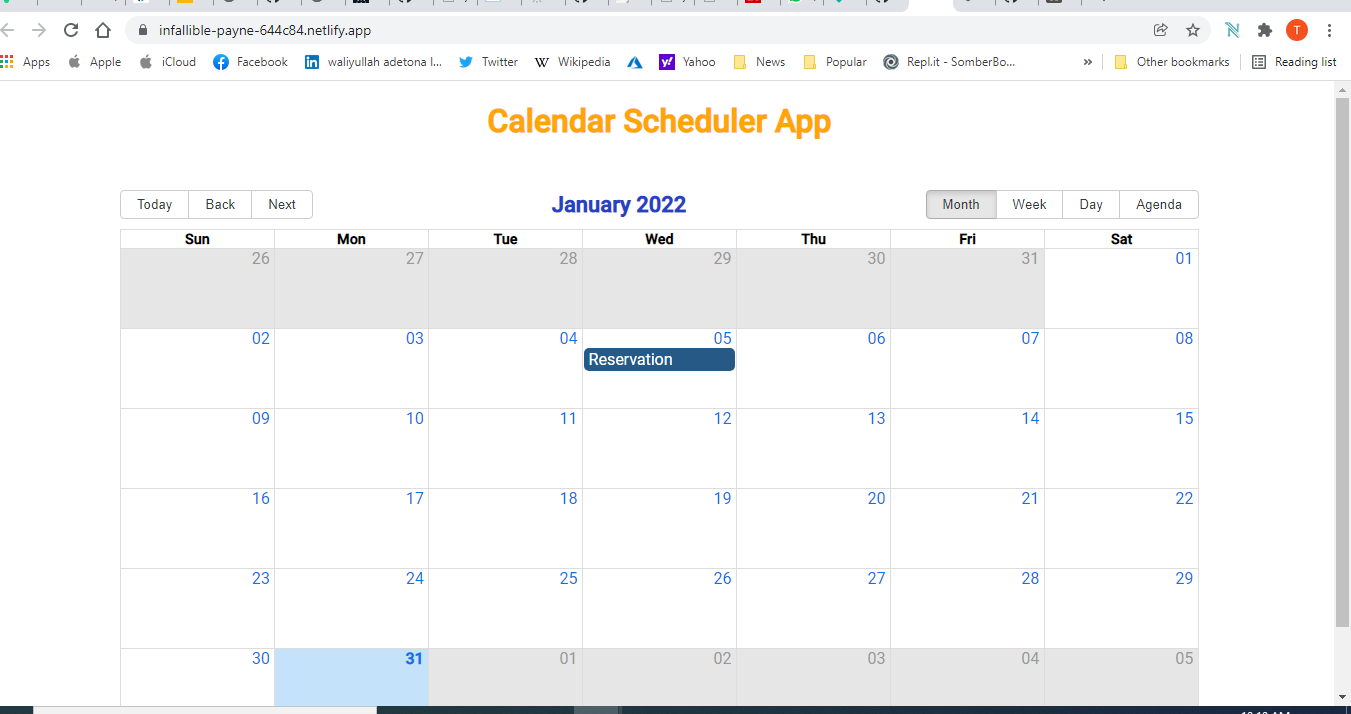 infallible-payne-644c84.netlify.app
T
Apps Apple iCloud Facebook waliyullah adetona l... Twitter Wikipedia Yahoo News Popular Repl.it - SomberBo... » Other bookmarks Reading list
Calendar Scheduler App
Today Back Next January 2022 Month Week Day Agenda
Sun Mon Tue Wed Thu Fri Sat
26 27 28 29 30 31 01
02 03 04 05 06 07 08
Reservation
09 10 11 12 13 14 15
16 17 18 19 20 21 22
23 24 25 26 27 28 29
30 31 01 02 03 04 05